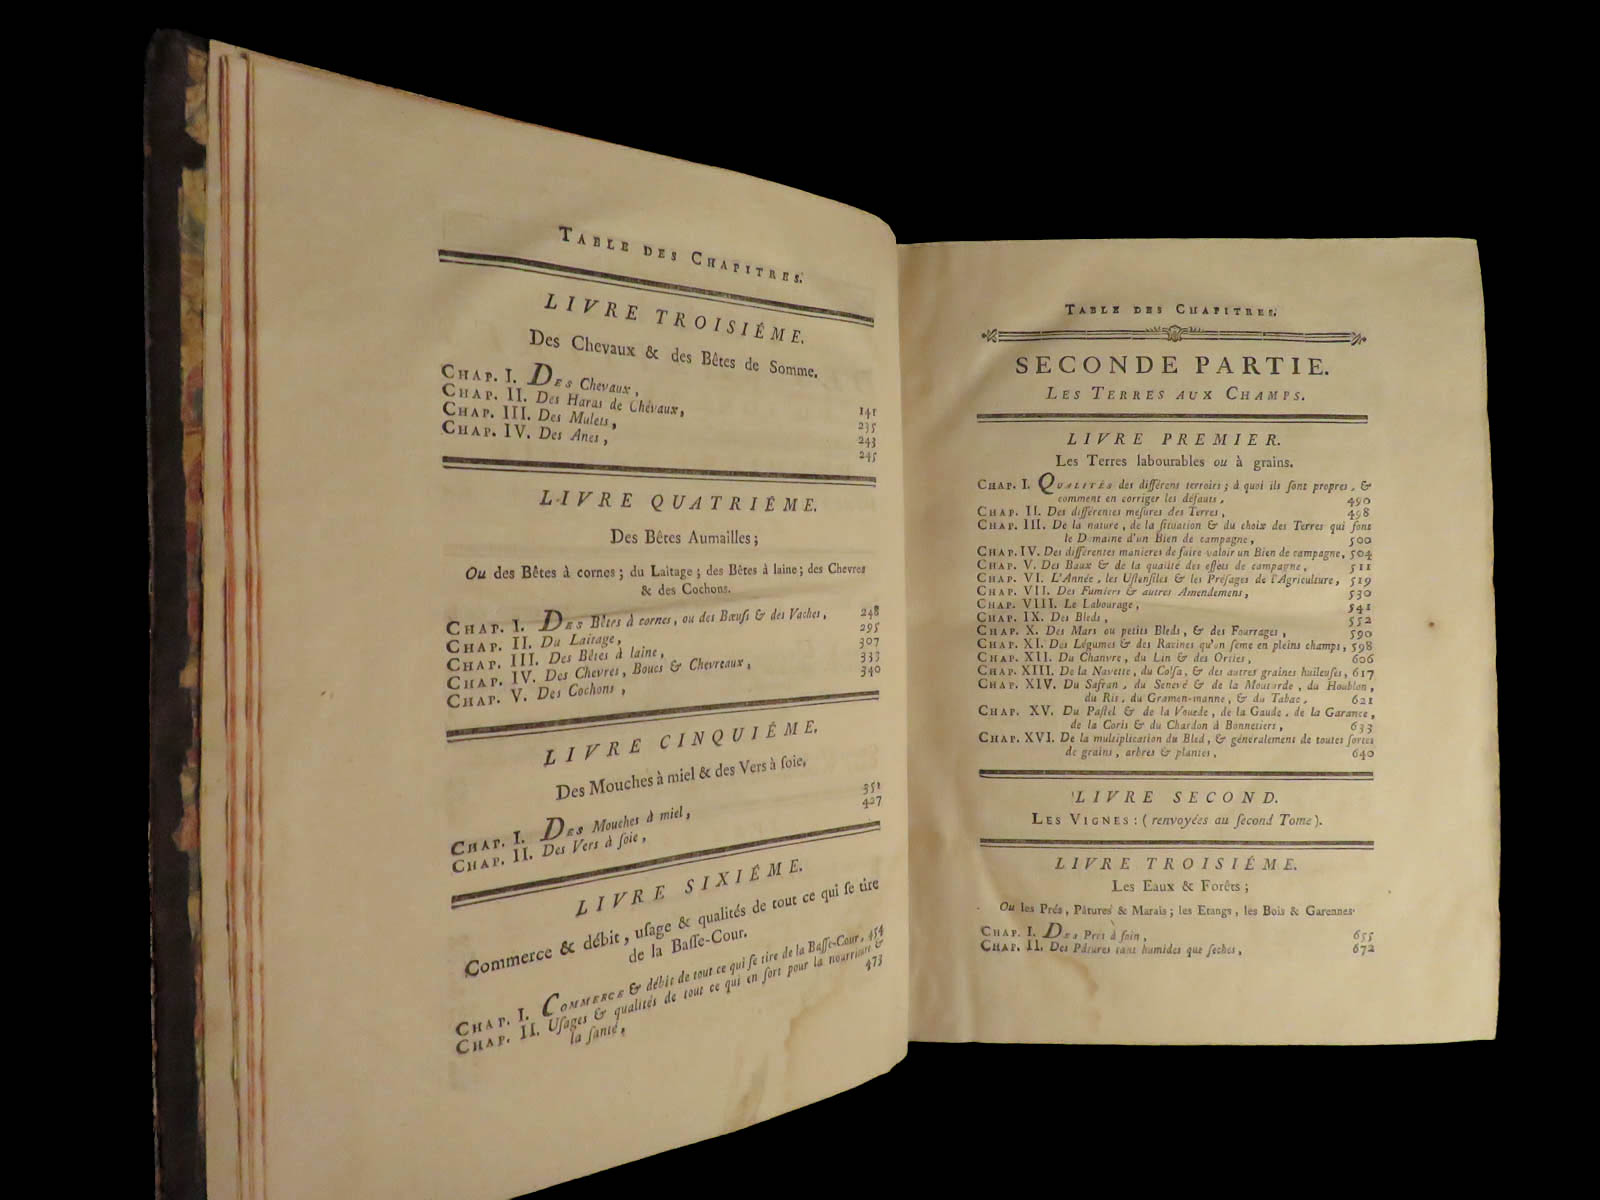 TABLE DES CHAPITRES.
LIVRE TROISIÉME.
Des Chevaux & des Bêtes de Somme.
CHAP. I. DES Chevaux, 141
CHAP. II. Des Haras de Chevaux, 235
CHAP. III. Des Mulets, 243
CHAP. IV. Des Anes, 245
LIVRE QUATRIÉME.
Des Bêtes Aumailles;
Ou des Bêtes à cornes; du Laitage; des Bêtes à laine; des Chevres
& des Cochons.
CHAP. I. DES Bêtes à cornes, ou des Bœufs & des Vaches, 248
CHAP. II. Du Laitage, 295
CHAP. III. Des Bêtes à laine, 307
CHAP. IV. Des Chevres, Boucs & Chevreaux, 333
CHAP. V. Des Cochons, 340
LIVRE CINQUIÉME.
Des Mouches à miel & des Vers à ſoie.
CHAP. I. DES Mouches à miel, 351
CHAP. II. Des Vers à ſoie, 427
LIVRE SIXIÉME.
Commerce & débit, uſage & qualités de tout ce qui ſe tire
de la Baſſe-Cour.
CHAP. I. COMMERCE & débit de tout ce qui ſe tire de la Baſſe-Cour, 454
CHAP. II. Uſages & qualités de tout ce qui en ſort pour la nourriture &
la ſanté, 473
TABLE DES CHAPITRES.
SECONDE PARTIE.
LES TERRES AUX CHAMPS.
LIVRE PREMIER.
Les Terres labourables ou à grains.
CHAP. I. QUALITÉS des différens terroirs; à quoi ils ſont propres, &
comment en corriger les défauts, 490
CHAP. II. Des différentes meſures des Terres, 498
CHAP. III. De la nature, de la ſituation & du choix des Terres qui font
le Domaine d'un Bien de campagne, 500
CHAP. IV. Des différentes manieres de faire valoir un Bien de campagne, 504
CHAP. V. Des Baux & de la qualité des effets de campagne, 511
CHAP. VI. L'Année, les Uſtenſiles & les Préſages de l'Agriculture, 519
CHAP. VII. Des Fumiers & autres Amendemens, 530
CHAP. VIII. Le Labourage, 541
CHAP. IX. Des Bleds, 552
CHAP. X. Des Mars ou petits Bleds, & des Fourrages, 590
CHAP. XI. Des Légumes & des Racines qu'on ſeme en pleins champs, 598
CHAP. XII. Du Chanvre, du Lin & des Orties, 606
CHAP. XIII. De la Navette, du Colſa, & des autres graines huileuſes, 617
CHAP. XIV. Du Safran, du Senevé & de la Moutarde, du Houblon,
du Ris, du Gramen-manne, & du Tabac, 621
CHAP. XV. Du Paſtel & de la Vouede, de la Gaude, de la Garance,
de la Coris & du Chardon à Bonnetiers, 633
CHAP. XVI. De la multiplication du Bled, & généralement de toutes ſortes
de grains, arbres & plantes, 640
LIVRE SECOND.
LES VIGNES: (renvoyées au ſecond Tome).
LIVRE TROISIÉME.
Les Eaux & Forêts;
Ou les Prés, Pâtures & Marais; les Etangs, les Bois & Garennes.
CHAP. I. DES Prés à foin, 655
CHAP. II. Des Pâtures tant humides que ſeches, 672